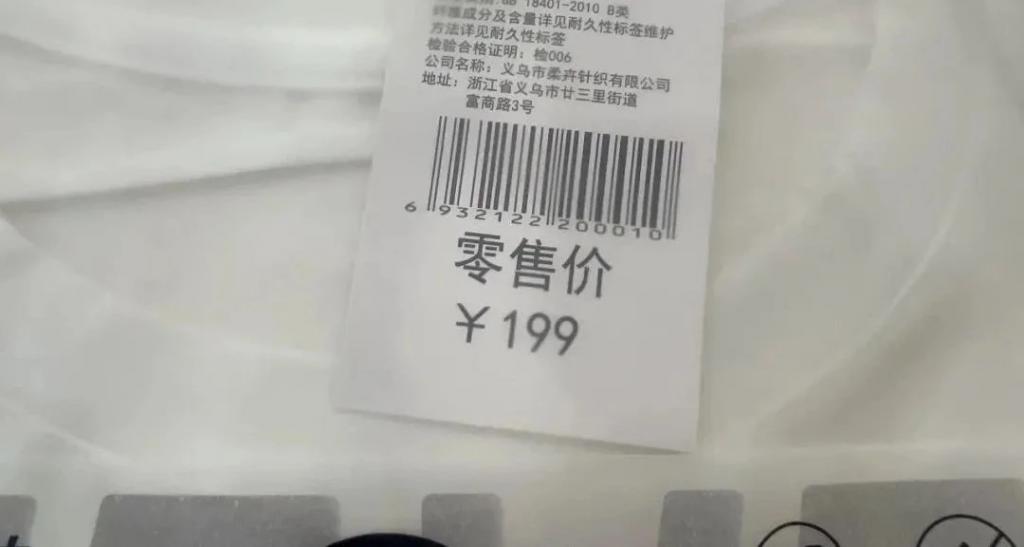 GB 18401-2010 B类
纤维成分及含量详见耐久性标签维护
方法详见耐久性标签
检验合格证明：检006
公司名称：义乌市柔卉针织有限公司
地址：浙江省义乌市廿三里街道
富商路3号
6 932122 200010
零售价
￥199